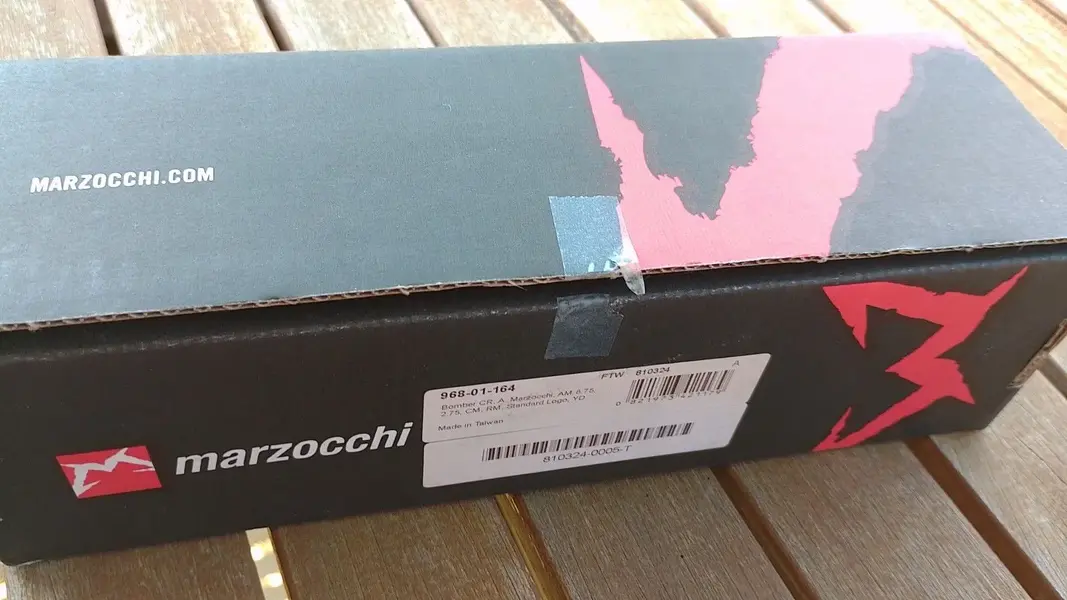 MARZOCCHI.COM
marzocchi
968-01-164
FTW 810324 A
Bomber CR, A, Marzocchi, AM 8.75,
2.75, CM, RM, Standard Logo, YD
Made in Taiwan
810324-0005-T